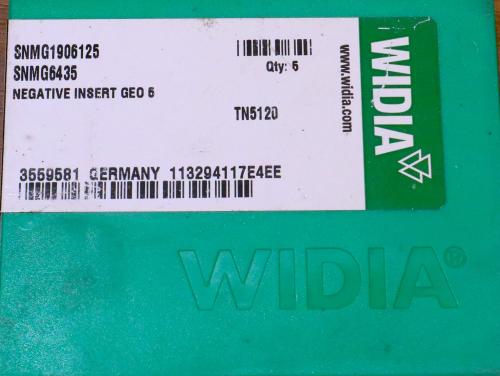 SNMG1906125
SNMG6435
NEGATIVE INSERT GEO 5
Qty: 5
TN5120
3559581 GERMANY 113294117E4EE
www.widia.com
WIDIA
WIDIA®